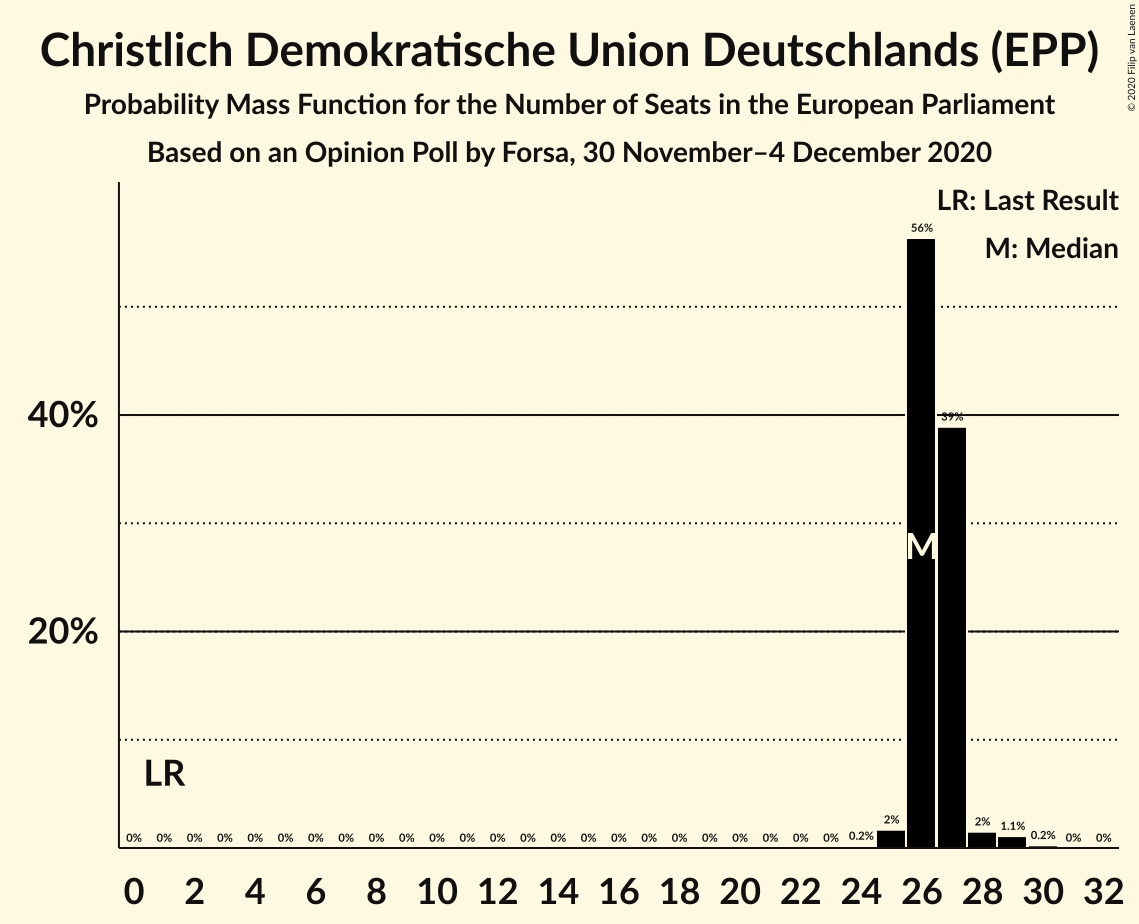 Christlich Demokratische Union Deutschlands (EPP)
Probability Mass Function for the Number of Seats in the European Parliament
Based on an Opinion Poll by Forsa, 30 November–4 December 2020
© 2020 Filip van Laenen
LR: Last Result
M: Median
56%
40%
39%
M
20%
LR
0% 0% 0% 0% 0% 0% 0% 0% 0% 0% 0% 0% 0% 0% 0% 0% 0% 0% 0% 0% 0% 0% 0% 0% 0.2% 2% 2% 1.1% 0.2% 0% 0%
0 2 4 6 8 10 12 14 16 18 20 22 24 26 28 30 32